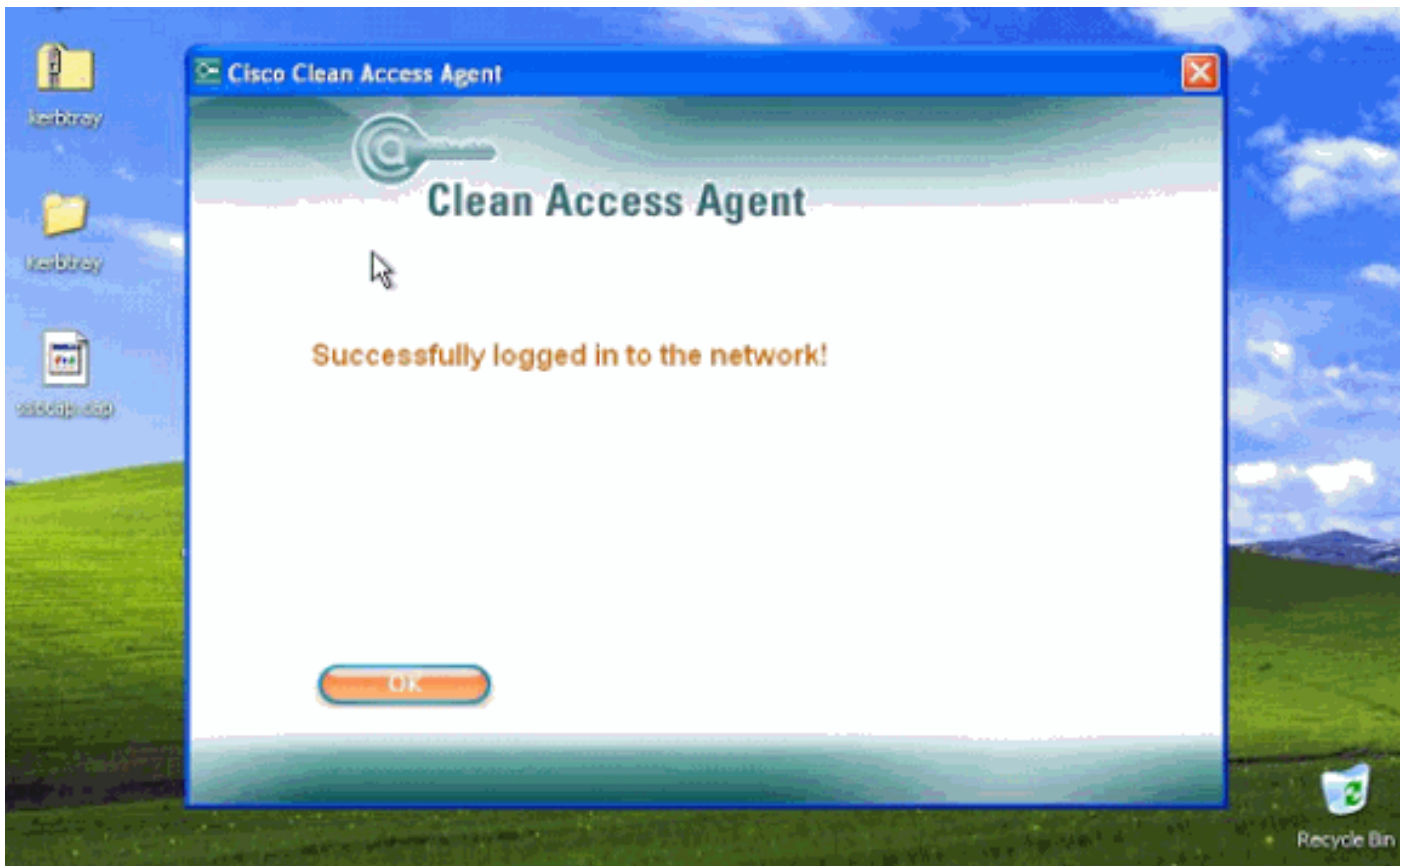 Cisco Clean Access Agent
kerbtray
Clean Access Agent
kerbtray
Successfully logged in to the network!
OK
Recycle Bin